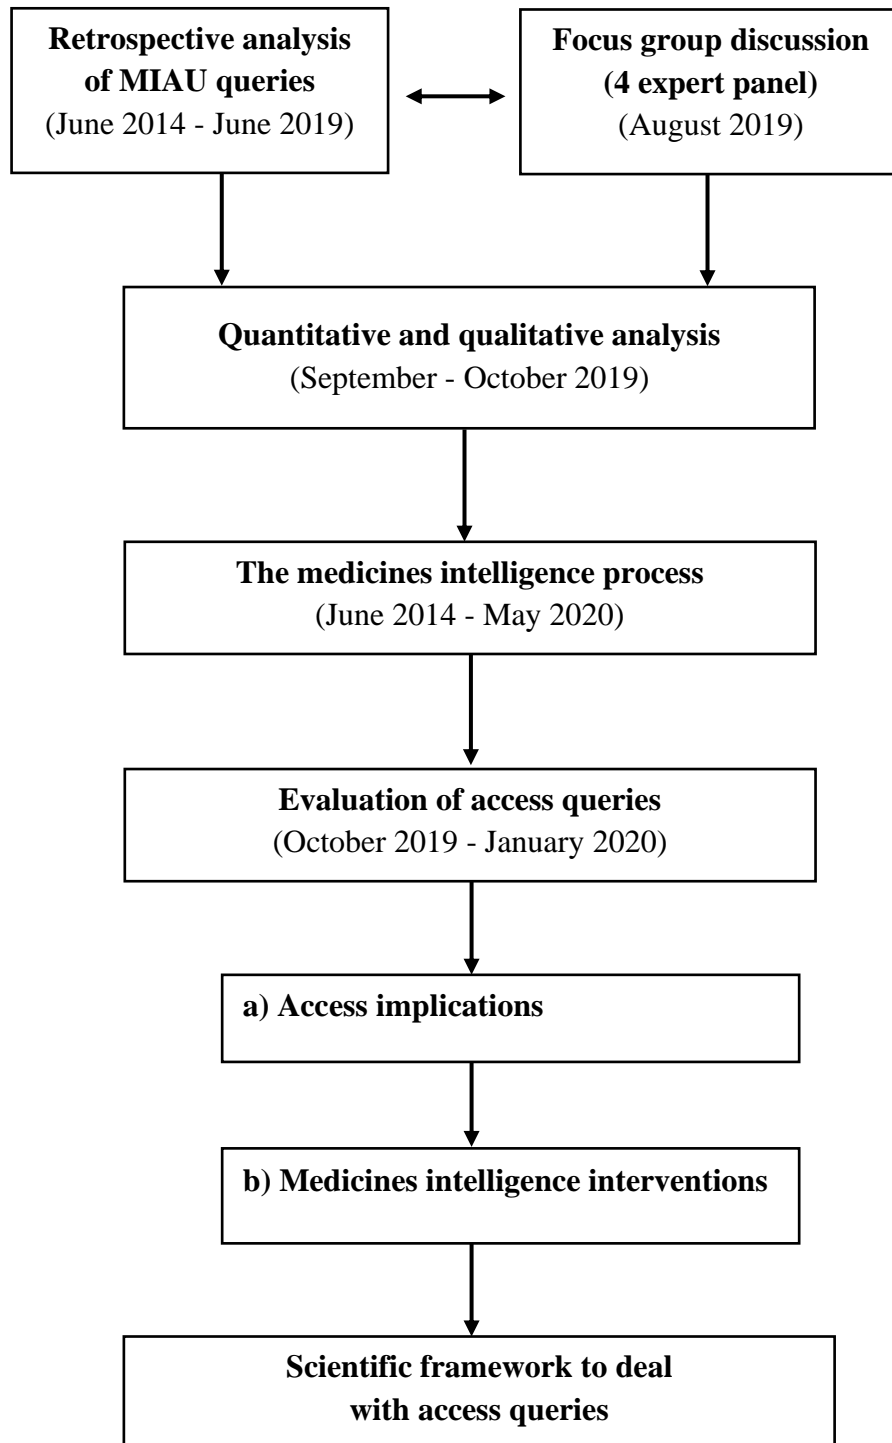 Retrospective analysis
of MIAU queries
(June 2014 - June 2019)
Focus group discussion
(4 expert panel)
(August 2019)
Quantitative and qualitative analysis
(September - October 2019)
The medicines intelligence process
(June 2014 - May 2020)
Evaluation of access queries
(October 2019 - January 2020)
a) Access implications
b) Medicines intelligence interventions
Scientific framework to deal
with access queries